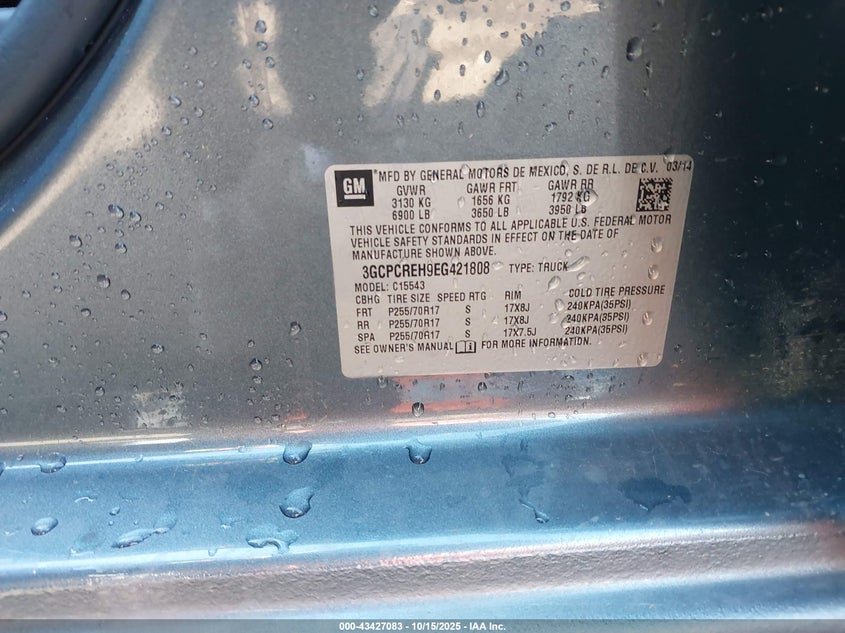 GM
*MFD BY GENERAL MOTORS DE MEXICO, S. DE R.L. DE C.V. 03/14
GVWR GAWR FRT GAWR RR
3130 KG 1656 KG 1792 KG
6900 LB 3650 LB 3950 LB
THIS VEHICLE CONFORMS TO ALL APPLICABLE U.S. FEDERAL MOTOR
VEHICLE SAFETY STANDARDS IN EFFECT ON THE DATE OF
MANUFACTURE SHOWN ABOVE.
3GCPCREH9EG421808 TYPE: TRUCK
MODEL: C15543
CBHG TIRE SIZE SPEED RTG RIM COLD TIRE PRESSURE
FRT P255/70R17 S 17X8J 240KPA(35PSI)
RR P255/70R17 S 17X8J 240KPA(35PSI)
SPA P255/70R17 S 17X7.5J 240KPA(35PSI)
SEE OWNER'S MANUAL FOR MORE INFORMATION.
000-43427083 - 10/15/2025 - IAA Inc.